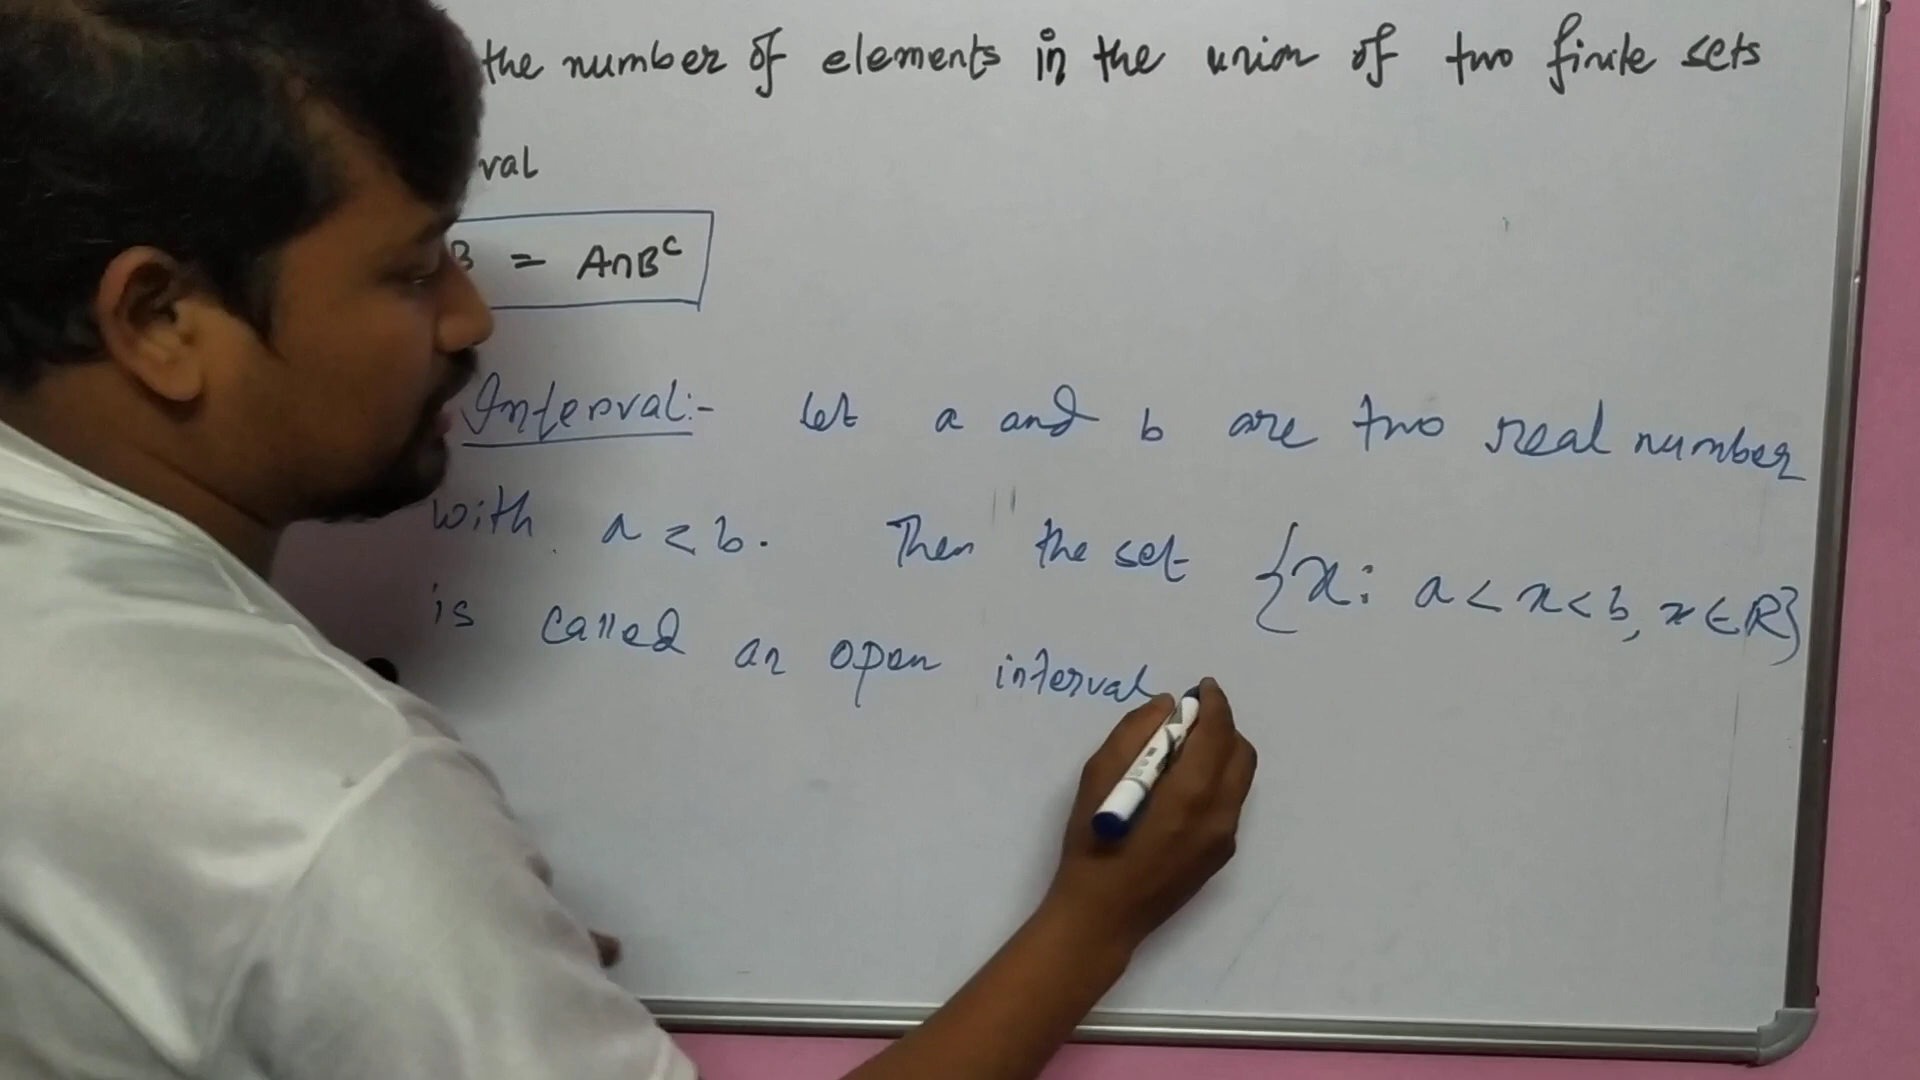 the number of elements in the union of two finite sets
val
B = A∩Bᶜ
Interval:- Let a and b are two real number
with a < b. Then the set {x: a < x < b, x ∈ R}
is called an open interval